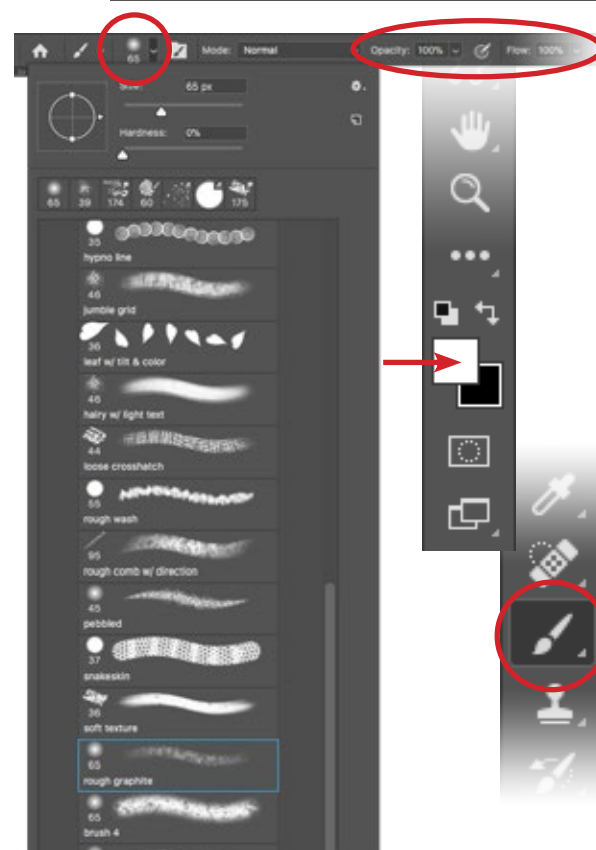 65 Mode: Normal Opacity: 100% Flow: 100%
Size: 65 px
Hardness: 0%
65 39 174 60 175
35
hypno line
46
jumble grid
36
leaf w/ tilt & color
46
hairy w/ light text
44
loose crosshatch
55
rough wash
95
rough comb w/ direction
45
pebbled
37
snakeskin
36
soft texture
65
rough graphite
65
brush 4